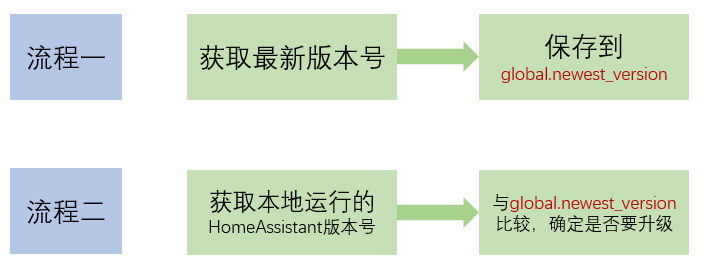 流程一
获取最新版本号
保存到
global.newest_version
流程二
获取本地运行的
HomeAssistant版本号
与global.newest_version
比较，确定是否要升级